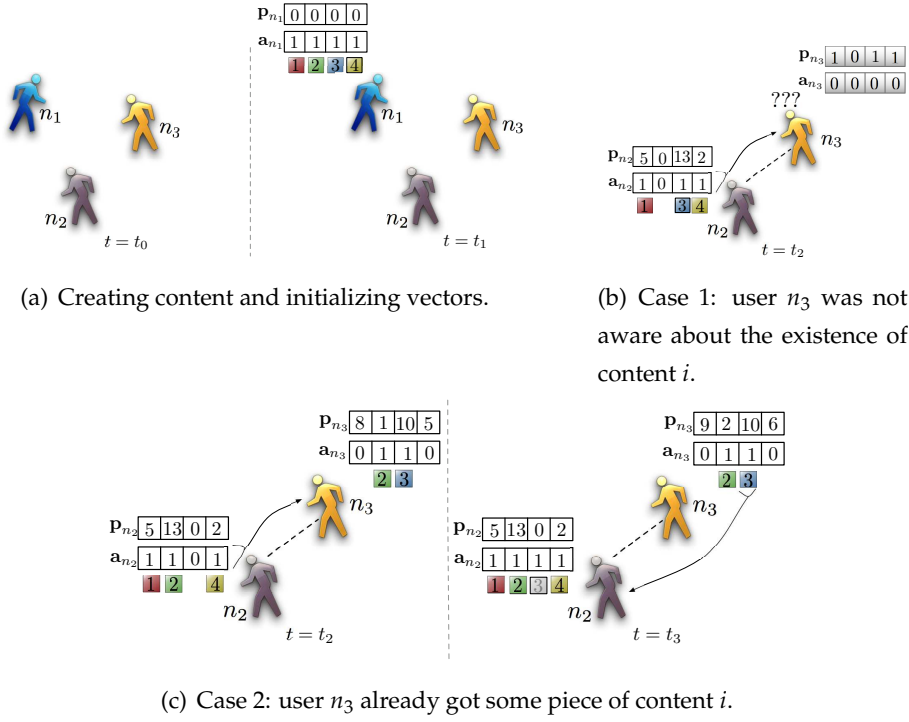 p_{n_1} 0 0 0 0
a_{n_1} 1 1 1 1
1 2 3 4
n_1
n_3
n_2
t = t_0
n_1
n_3
n_2
t = t_1
(a) Creating content and initializing vectors.
p_{n_3} 1 0 1 1
a_{n_3} 0 0 0 0
???
n_3
p_{n_2} 5 0 13 2
a_{n_2} 1 0 1 1
1 3 4
n_2
t = t_2
(b) Case 1: user n_3 was not
aware about the existence of
content i.
p_{n_3} 8 1 10 5
a_{n_3} 0 1 1 0
2 3
n_3
p_{n_2} 5 13 0 2
a_{n_2} 1 1 0 1
1 2 4
n_2
t = t_2
p_{n_3} 9 2 10 6
a_{n_3} 0 1 1 0
2 3
n_3
p_{n_2} 5 13 0 2
a_{n_2} 1 1 1 1
1 2 3 4
n_2
t = t_3
(c) Case 2: user n_3 already got some piece of content i.